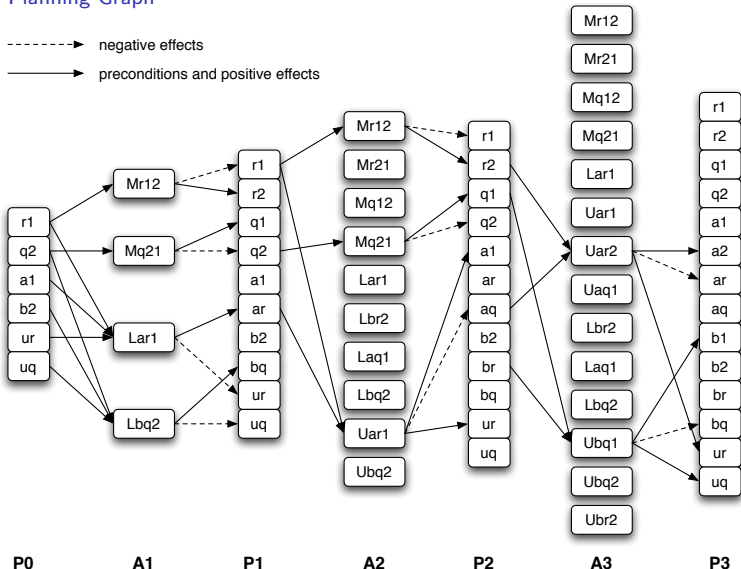 Planning Graph
negative effects
preconditions and positive effects
r1
q2
a1
b2
ur
uq
P0
Mr12
Mq21
Lar1
Lbq2
A1
r1
r2
q1
q2
a1
ar
b2
bq
ur
uq
P1
Mr12
Mr21
Mq12
Mq21
Lar1
Lbr2
Laq1
Lbq2
Uar1
Ubq2
A2
r1
r2
q1
q2
a1
ar
aq
b2
br
bq
ur
uq
P2
Mr12
Mr21
Mq12
Mq21
Lar1
Uar1
Uar2
Uaq1
Lbr2
Laq1
Lbq2
Ubq1
Ubq2
Ubr2
A3
r1
r2
q1
q2
a1
a2
ar
aq
b1
b2
br
bq
ur
uq
P3